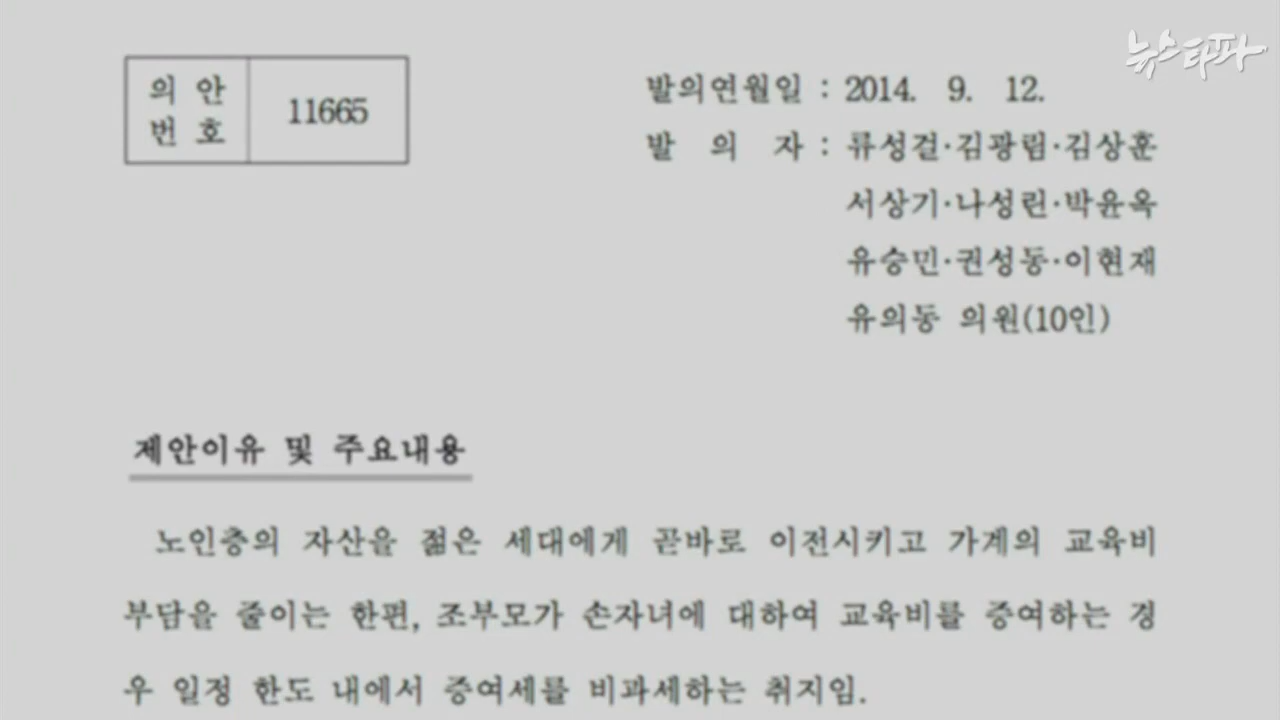 뉴스타파
의 안
번 호
11665
발의연월일 : 2014. 9. 12.
발 의 자 : 류성걸·김광림·김상훈
서상기·나성린·박윤옥
유승민·권성동·이현재
유의동 의원(10인)
제안이유 및 주요내용
노인층의 자산을 젊은 세대에게 곧바로 이전시키고 가계의 교육비
부담을 줄이는 한편, 조부모가 손자녀에 대하여 교육비를 증여하는 경
우 일정 한도 내에서 증여세를 비과세하는 취지임.